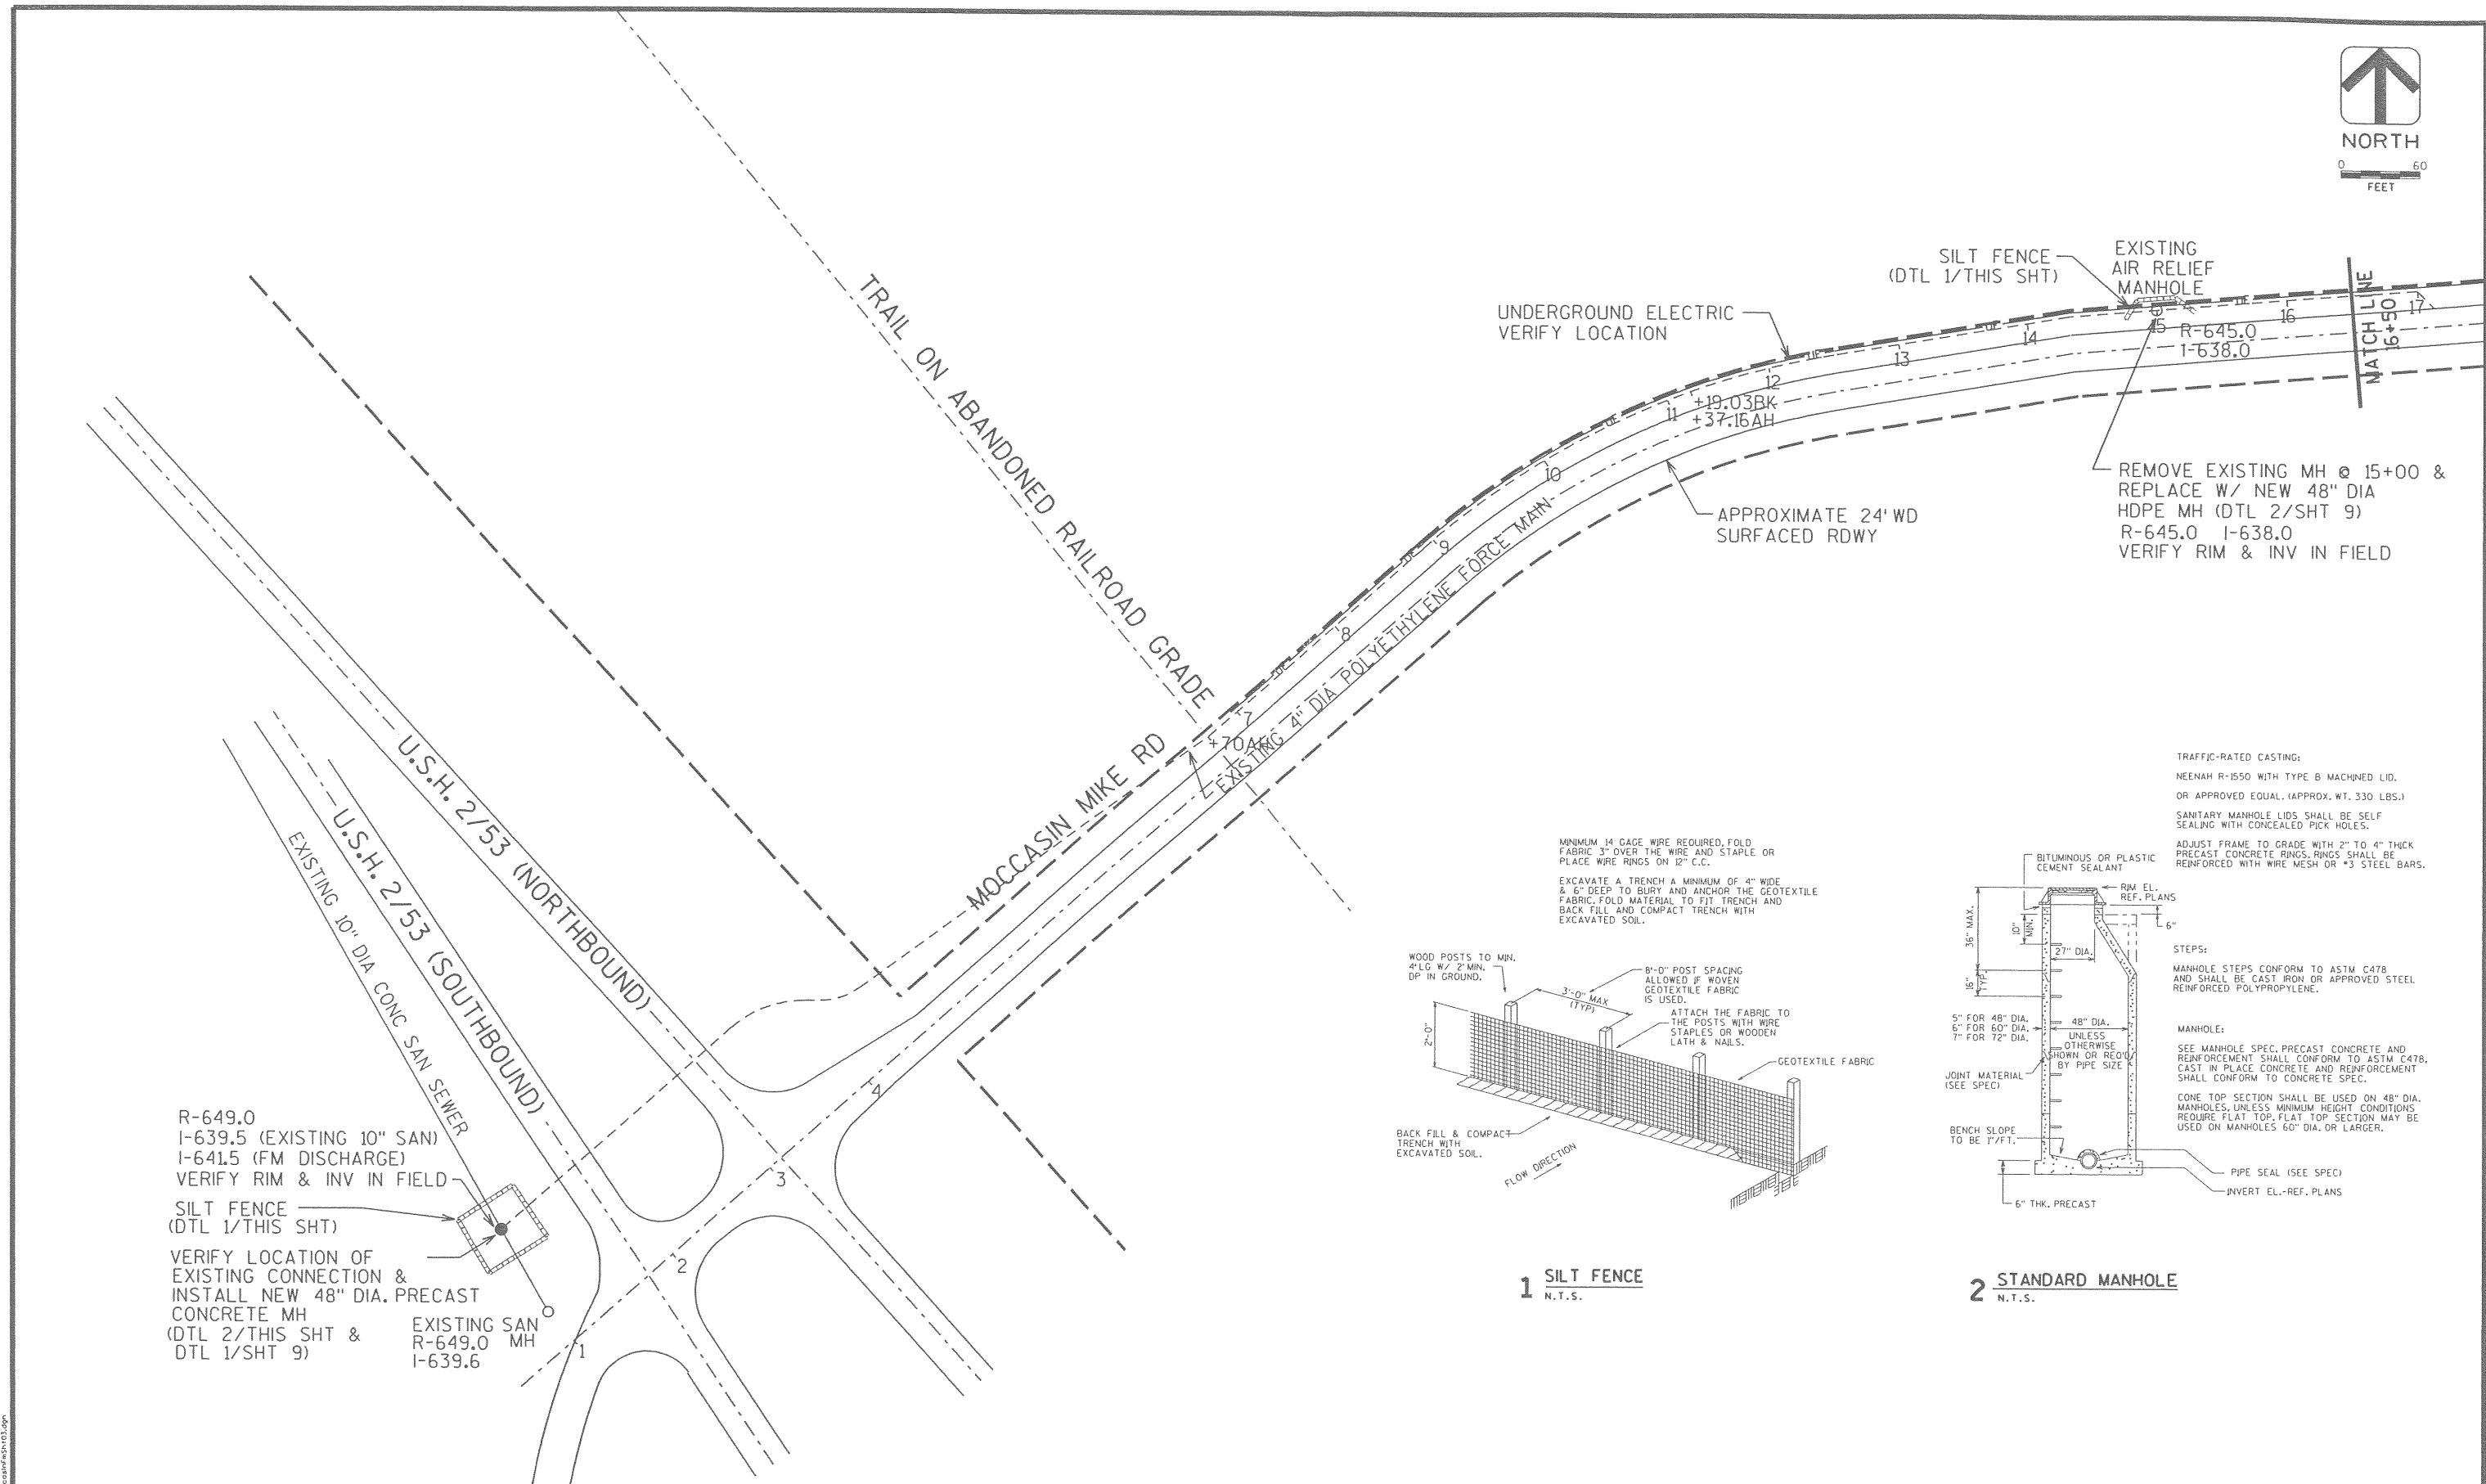 NORTH
0 60
FEET
SILT FENCE
(DTL 1/THIS SHT)
EXISTING
AIR RELIEF
MANHOLE
UNDERGROUND ELECTRIC
VERIFY LOCATION
MATCH LINE
16+50
R-645.0
I-638.0
17
16
15
14
13
12
+19.03BK
+37.16AH
11
10
9
8
7
+70AH
REMOVE EXISTING MH @ 15+00 &
REPLACE W/ NEW 48" DIA
HDPE MH (DTL 2/SHT 9)
R-645.0 I-638.0
VERIFY RIM & INV IN FIELD
APPROXIMATE 24' WD
SURFACED RDWY
EXISTING 4" DIA POLYETHYLENE FORCE MAIN
TRAIL ON ABANDONED RAILROAD GRADE
MOCCASIN MIKE RD
U.S.H. 2/53 (NORTHBOUND)
U.S.H. 2/53 (SOUTHBOUND)
EXISTING 10" DIA CONC SAN SEWER
4
3
2
1
R-649.0
I-639.5 (EXISTING 10" SAN)
I-641.5 (FM DISCHARGE)
VERIFY RIM & INV IN FIELD
SILT FENCE
(DTL 1/THIS SHT)
VERIFY LOCATION OF
EXISTING CONNECTION &
INSTALL NEW 48" DIA. PRECAST
CONCRETE MH
(DTL 2/THIS SHT &
DTL 1/SHT 9)
EXISTING SAN
R-649.0 MH
I-639.6
MINIMUM 14 GAGE WIRE REQUIRED, FOLD
FABRIC 3" OVER THE WIRE AND STAPLE OR
PLACE WIRE RINGS ON 12" C.C.
EXCAVATE A TRENCH A MINIMUM OF 4" WIDE
& 6" DEEP TO BURY AND ANCHOR THE GEOTEXTILE
FABRIC. FOLD MATERIAL TO FIT TRENCH AND
BACK FILL AND COMPACT TRENCH WITH
EXCAVATED SOIL.
WOOD POSTS TO MIN.
4' LG W/ 2' MIN.
DP IN GROUND.
3'-0" MAX
(TYP)
8'-0" POST SPACING
ALLOWED IF WOVEN
GEOTEXTILE FABRIC
IS USED.
ATTACH THE FABRIC TO
THE POSTS WITH WIRE
STAPLES OR WOODEN
LATH & NAILS.
GEOTEXTILE FABRIC
2'-0"
BACK FILL & COMPACT
TRENCH WITH
EXCAVATED SOIL.
FLOW DIRECTION
1 SILT FENCE
N.T.S.
TRAFFIC-RATED CASTING:
NEENAH R-1550 WITH TYPE B MACHINED LID.
OR APPROVED EQUAL. (APPROX. WT. 330 LBS.)
SANITARY MANHOLE LIDS SHALL BE SELF
SEALING WITH CONCEALED PICK HOLES.
ADJUST FRAME TO GRADE WITH 2" TO 4" THICK
PRECAST CONCRETE RINGS. RINGS SHALL BE
REINFORCED WITH WIRE MESH OR #3 STEEL BARS.
BITUMINOUS OR PLASTIC
CEMENT SEALANT
RIM EL.
REF. PLANS
36" MAX.
10"
MIN.
6"
27" DIA.
16"
TYP
STEPS:
MANHOLE STEPS CONFORM TO ASTM C478
AND SHALL BE CAST IRON OR APPROVED STEEL
REINFORCED POLYPROPYLENE.
5" FOR 48" DIA.
6" FOR 60" DIA.
7" FOR 72" DIA.
48" DIA.
UNLESS
OTHERWISE
SHOWN OR REQ'D
BY PIPE SIZE
MANHOLE:
SEE MANHOLE SPEC. PRECAST CONCRETE AND
REINFORCEMENT SHALL CONFORM TO ASTM C478.
CAST IN PLACE CONCRETE AND REINFORCEMENT
SHALL CONFORM TO CONCRETE SPEC.
CONE TOP SECTION SHALL BE USED ON 48" DIA.
MANHOLES, UNLESS MINIMUM HEIGHT CONDITIONS
REQUIRE FLAT TOP. FLAT TOP SECTION MAY BE
USED ON MANHOLES 60" DIA. OR LARGER.
JOINT MATERIAL
(SEE SPEC)
BENCH SLOPE
TO BE 1"/FT.
PIPE SEAL (SEE SPEC)
INVERT EL.-REF. PLANS
6" THK. PRECAST
2 STANDARD MANHOLE
N.T.S.